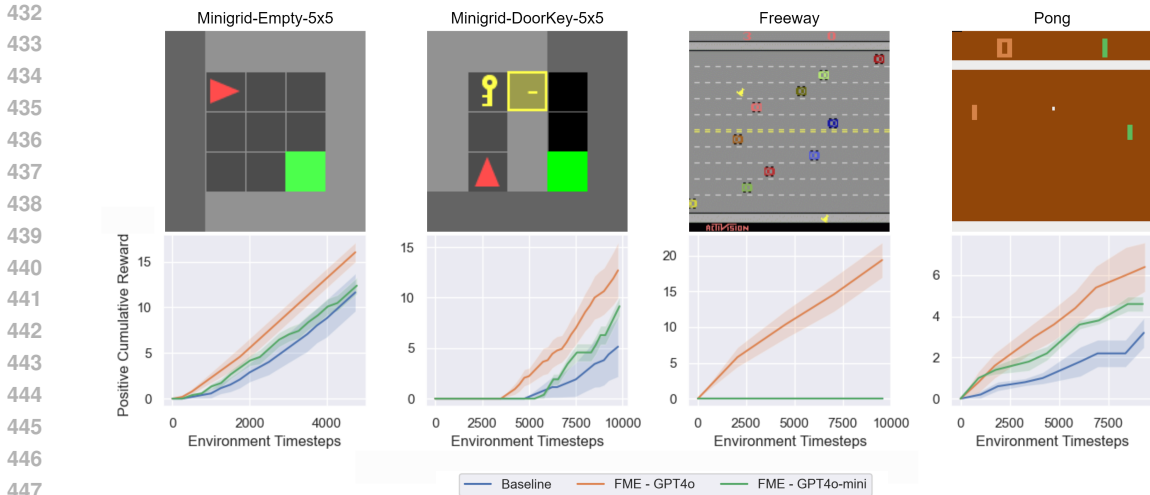 432
433
434
435
436
437
438
439
440
441
442
443
444
445
446
447
Minigrid-Empty-5x5 Minigrid-DoorKey-5x5 Freeway Pong
ACTIVISION
Positive Cumulative Reward
15
10
5
0
0 2000 4000
Environment Timesteps
15
10
5
0
0 2500 5000 7500 10000
Environment Timesteps
20
15
10
5
0
0 2500 5000 7500 10000
Environment Timesteps
6
4
2
0
0 2500 5000 7500
Environment Timesteps
Baseline FME - GPT4o FME - GPT4o-mini